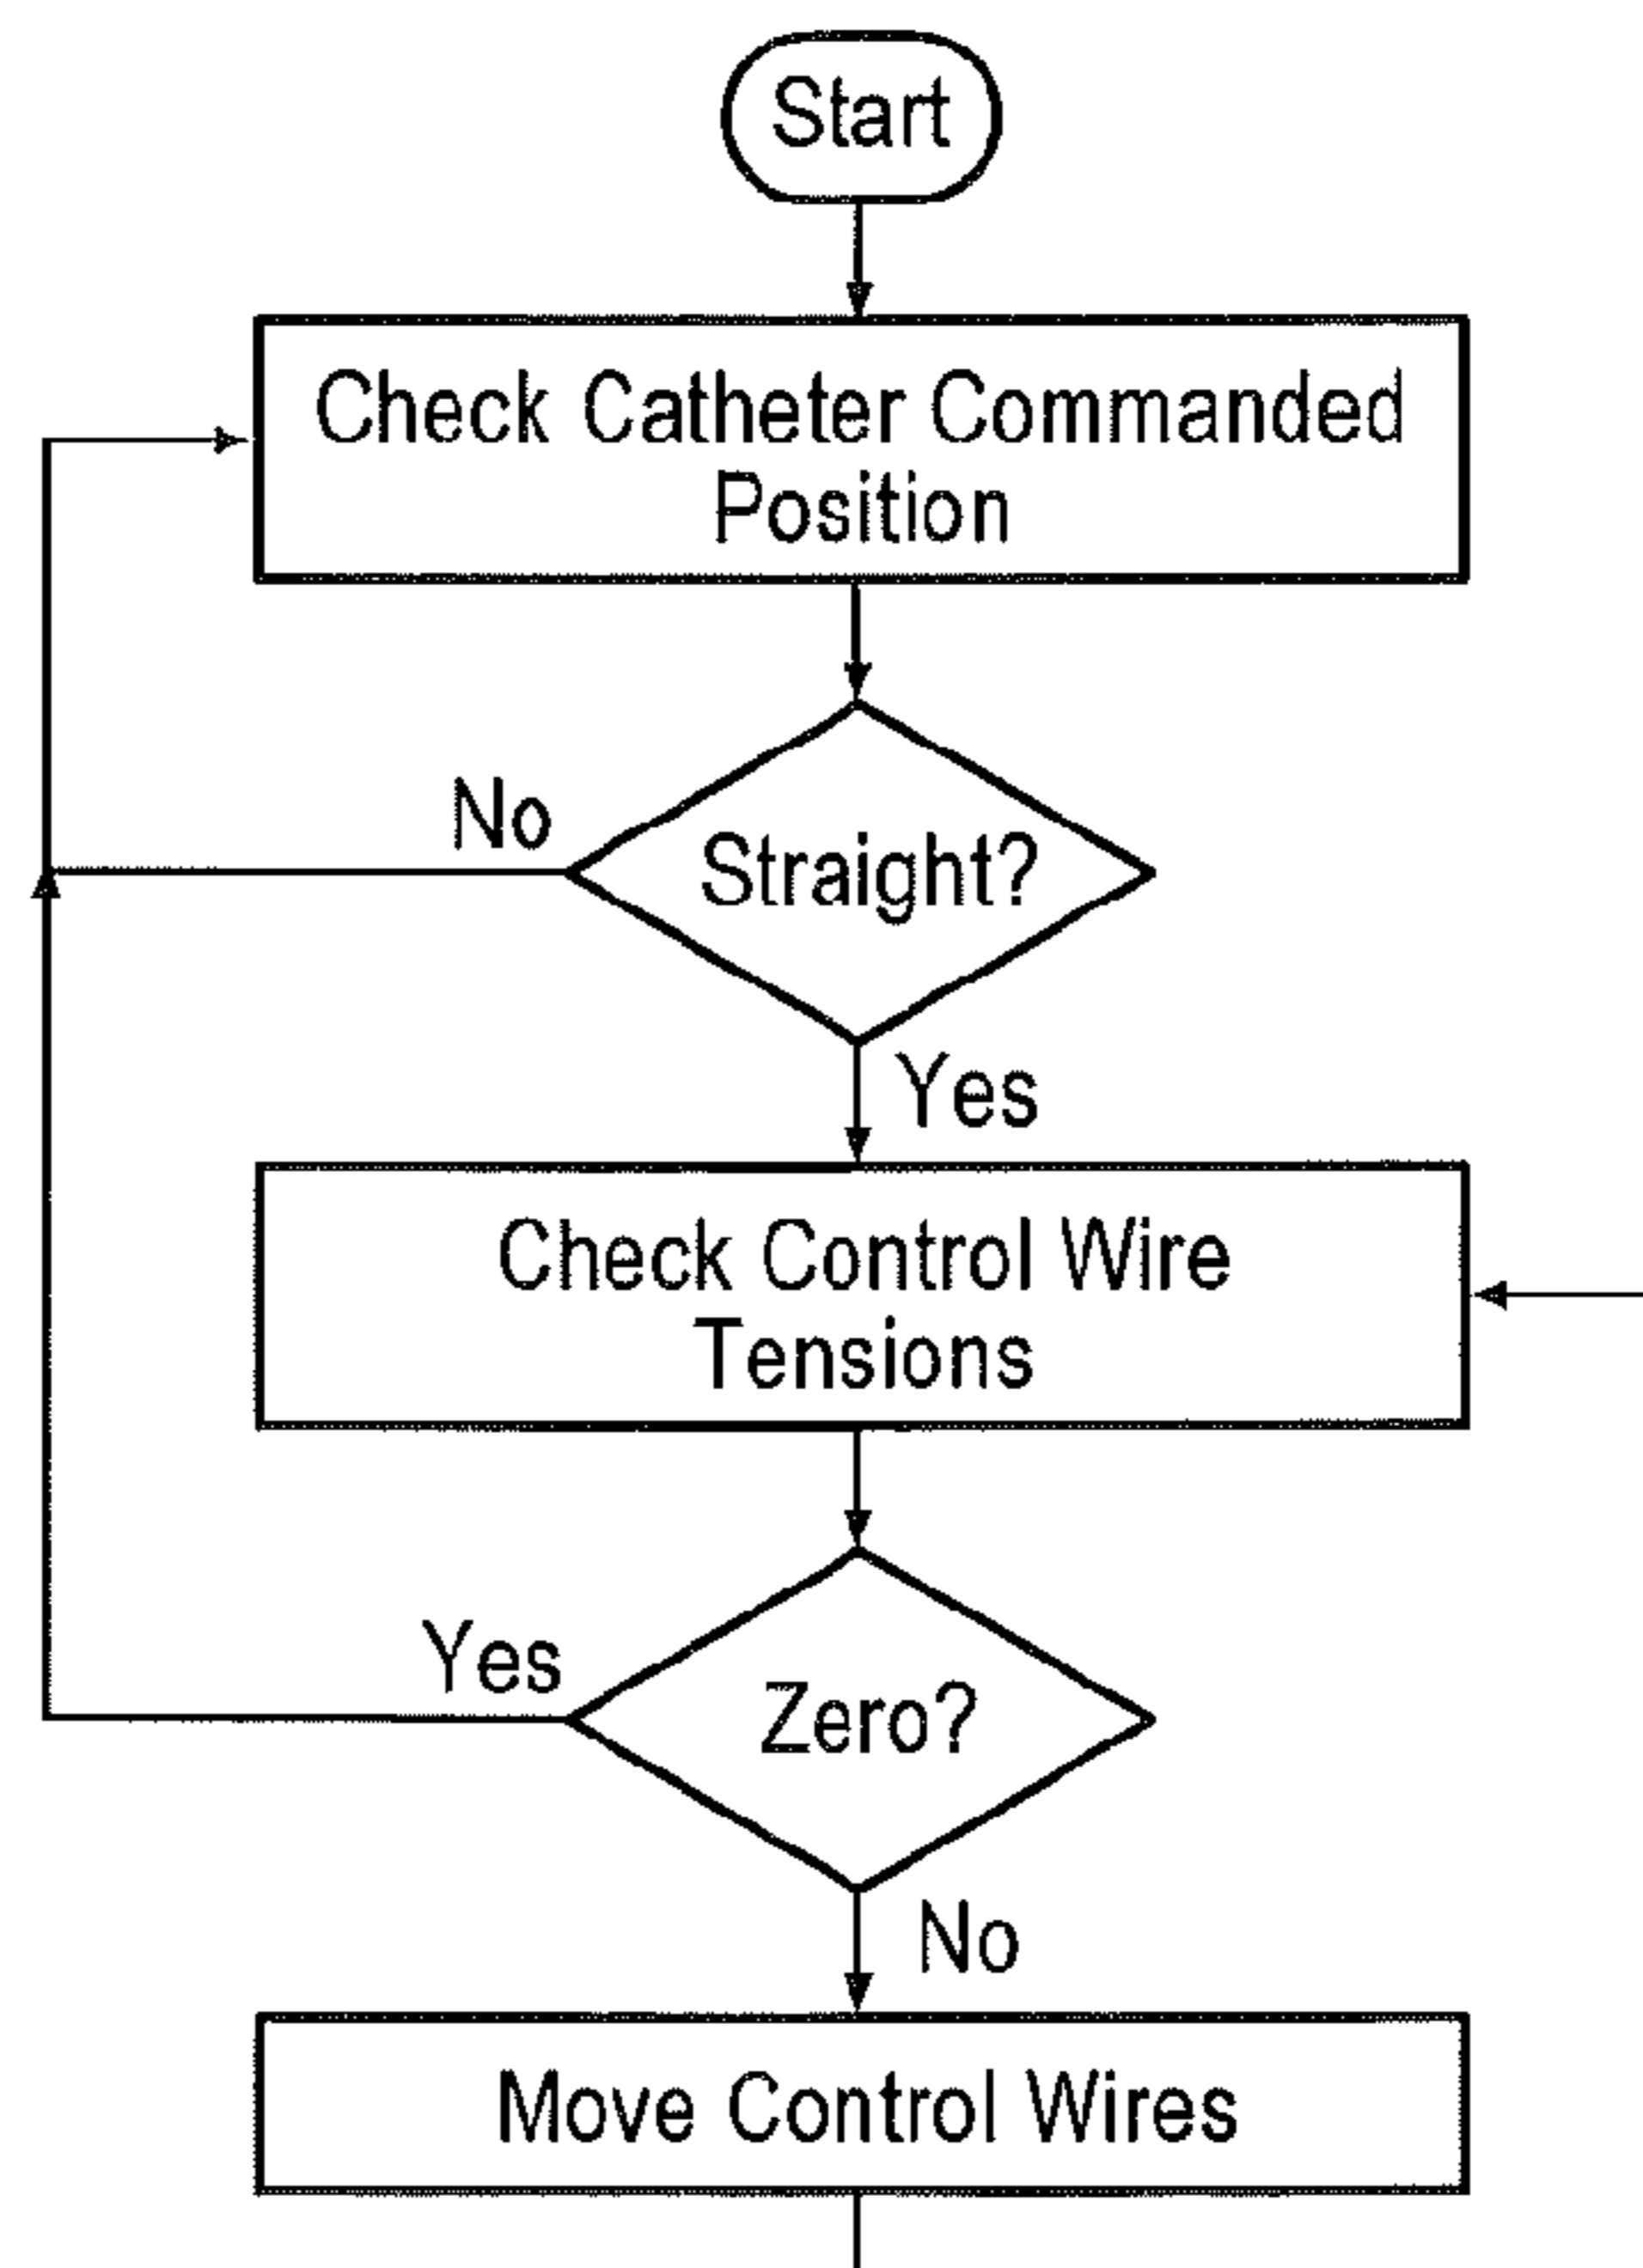 Start
Check Catheter Commanded
Position
No
Straight?
Yes
Check Control Wire
Tensions
Yes
Zero?
No
Move Control Wires